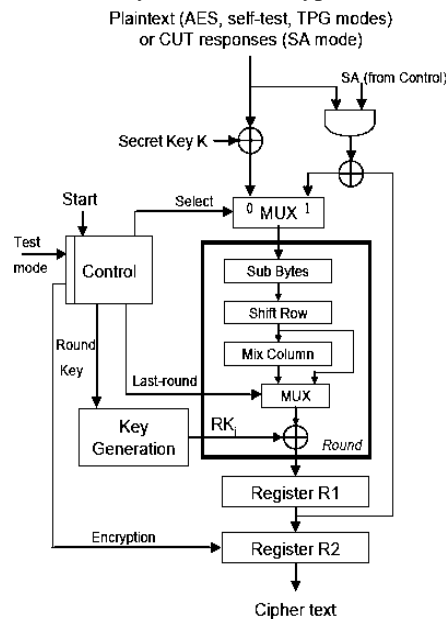 Plaintext (AES, self-test, TPG modes)
or CUT responses (SA mode)
SA (from Control)
Secret Key K
Start
Select
0 MUX 1
Test
mode
Control
Sub Bytes
Shift Row
Round
Key
Mix Column
Last-round
MUX
Key
Generation
RKi
Round
Register R1
Encryption
Register R2
Cipher text